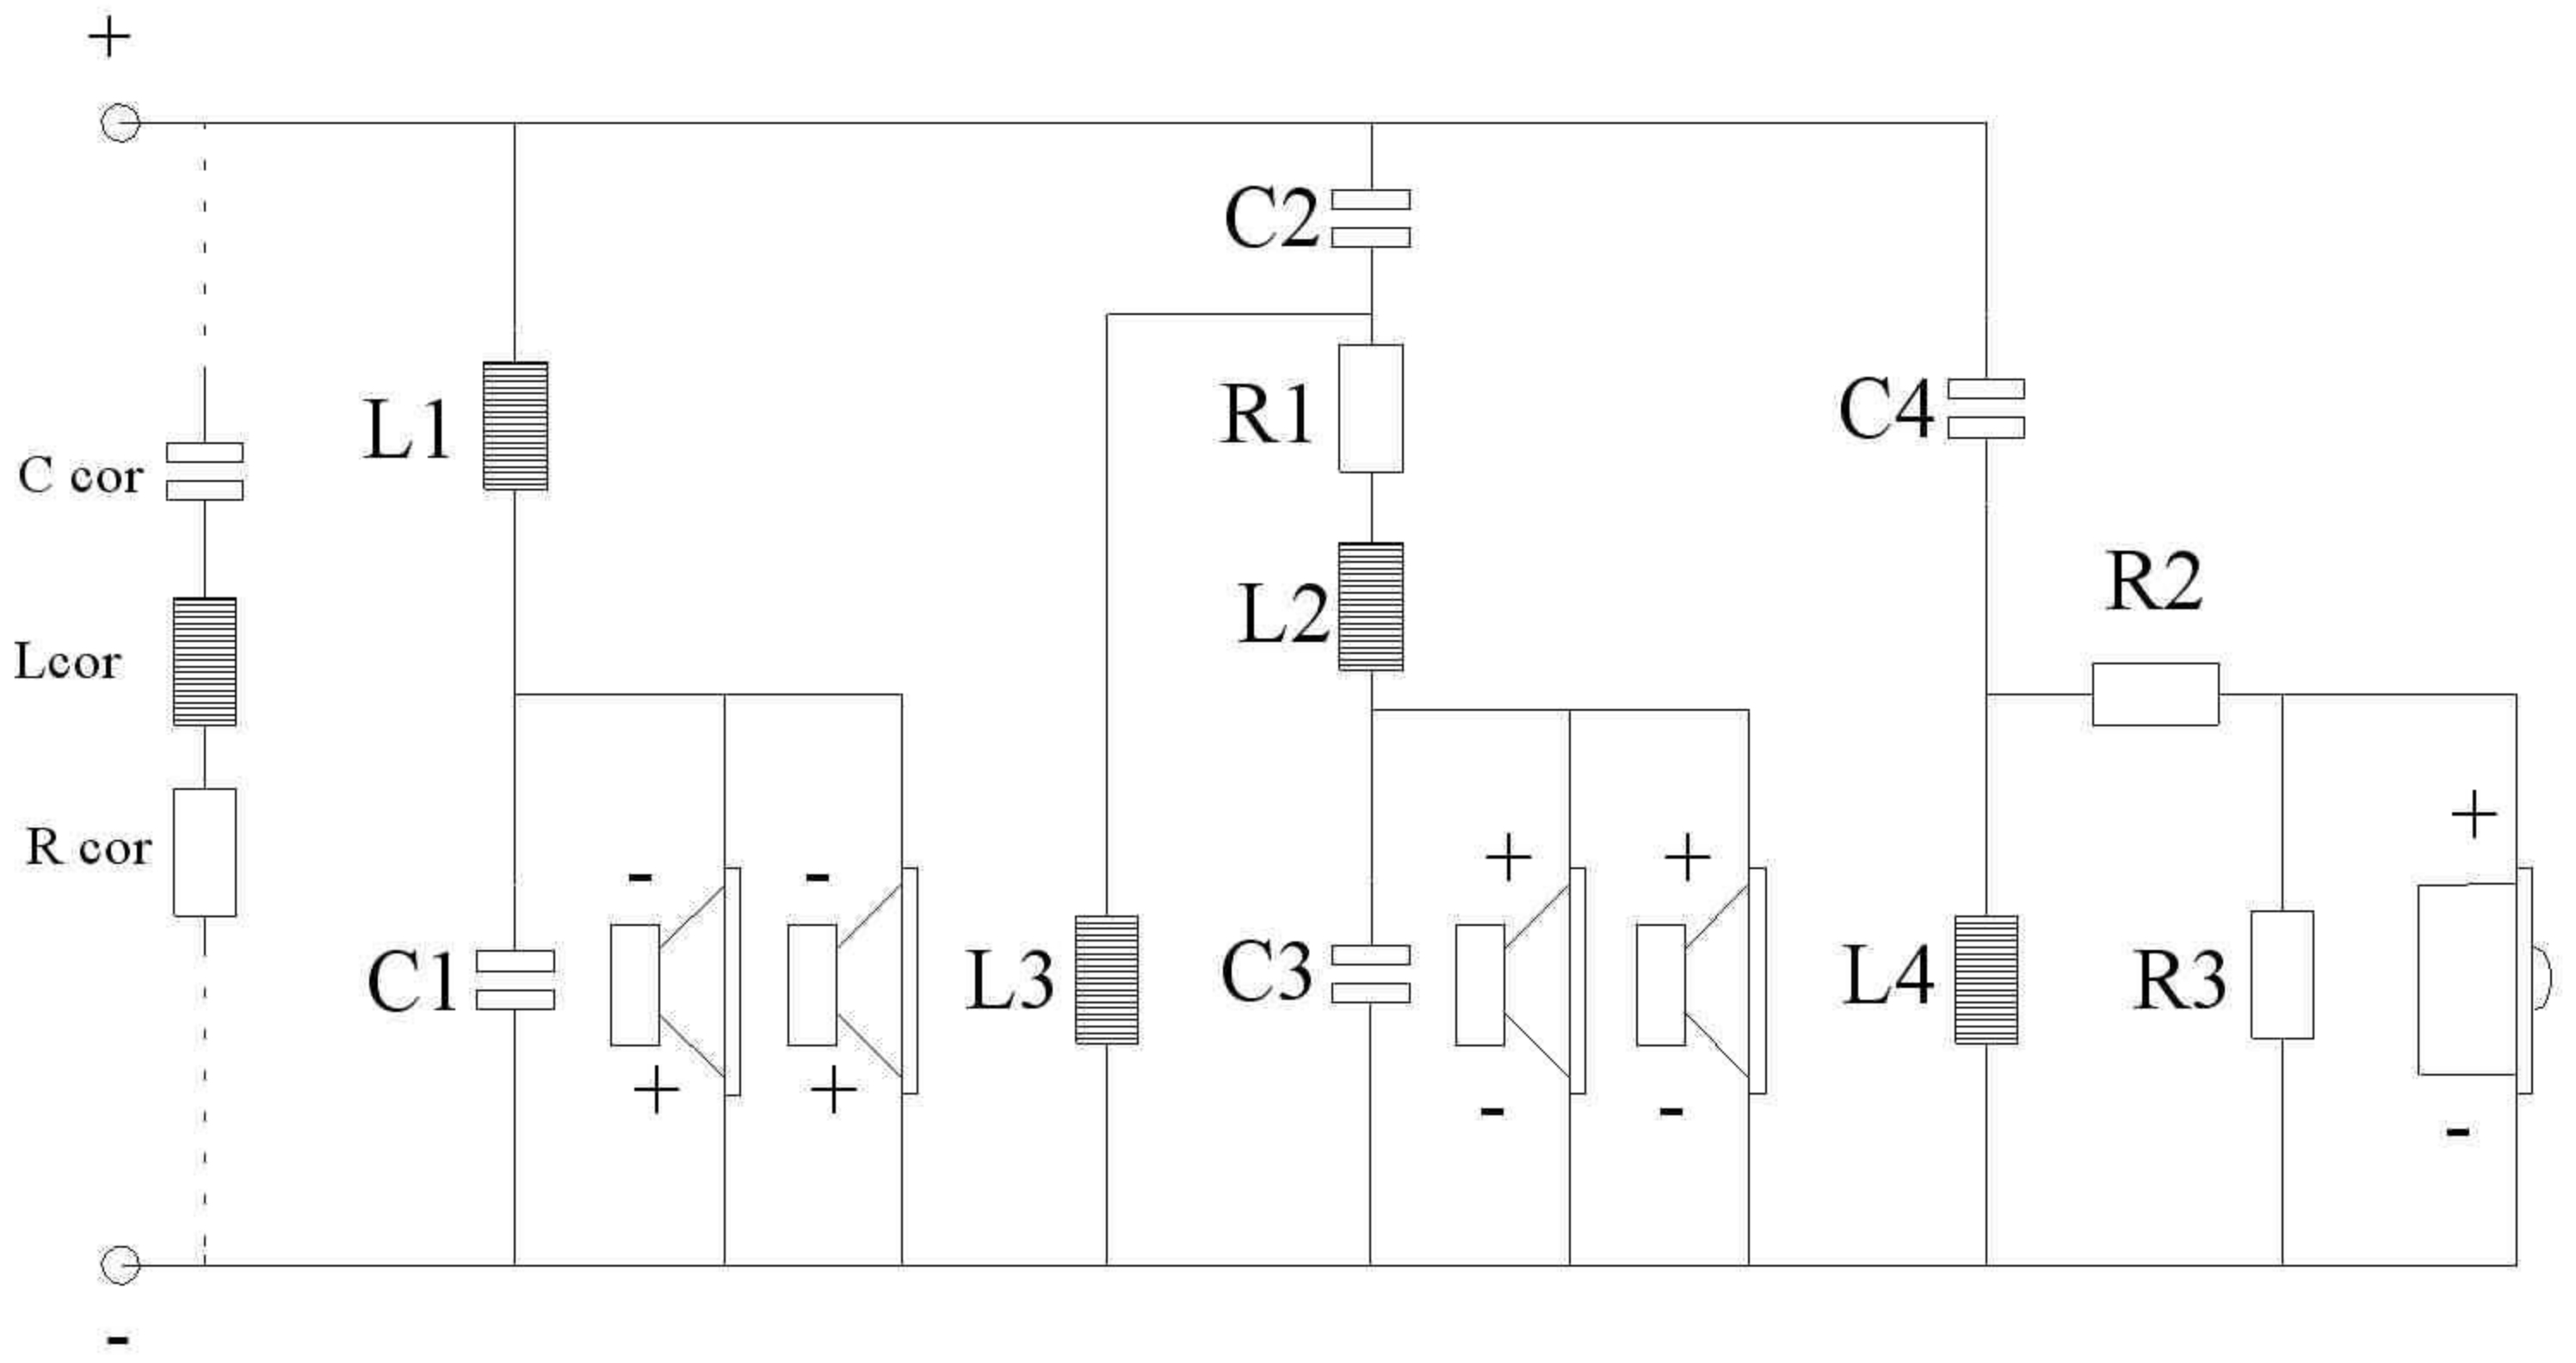 +
C2
R1
L1
C4
C cor
R2
L2
Lcor
+
R cor
- - + +
C1 L3 C3 L4 R3
+ + - -
-
-